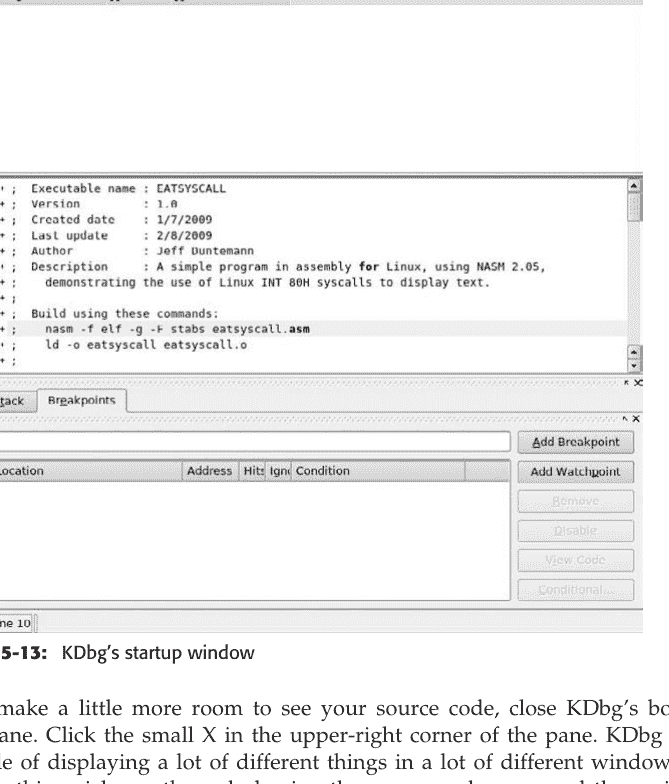 + ; Executable name : EATSYSCALL
+ ; Version : 1.0
+ ; Created date : 1/7/2009
+ ; Last update : 2/8/2009
+ ; Author : Jeff Duntemann
+ ; Description : A simple program in assembly for Linux, using NASM 2.05,
+ ; demonstrating the use of Linux INT 80H syscalls to display text.
+ ;
+ ; Build using these commands:
+ ; nasm -f elf -g -F stabs eatsyscall.asm
+ ; ld -o eatsyscall eatsyscall.o
+ ;
tack Breakpoints
Add Breakpoint
ocation Address Hits Igno Condition
Add Watchpoint
Remove
Disable
View Code
Conditional...
ne 10
5-13: KDbg's startup window
make a little more room to see your source code, close KDbg's bo
ane. Click the small X in the upper-right corner of the pane. KDbg
le of displaying a lot of different things in a lot of different window